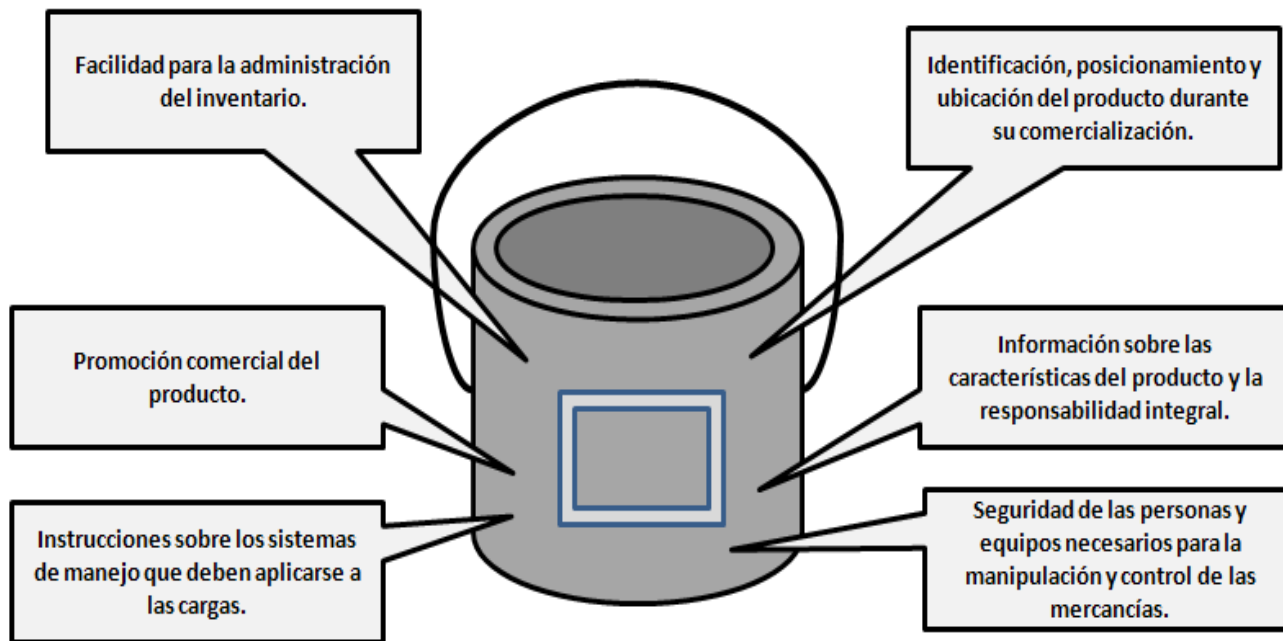 Facilidad para la administración
del inventario.
Identificación, posicionamiento y
ubicación del producto durante
su comercialización.
Promoción comercial del
producto.
Información sobre las
características del producto y la
responsabilidad integral.
Instrucciones sobre los sistemas
de manejo que deben aplicarse a
las cargas.
Seguridad de las personas y
equipos necesarios para la
manipulación y control de las
mercancías.